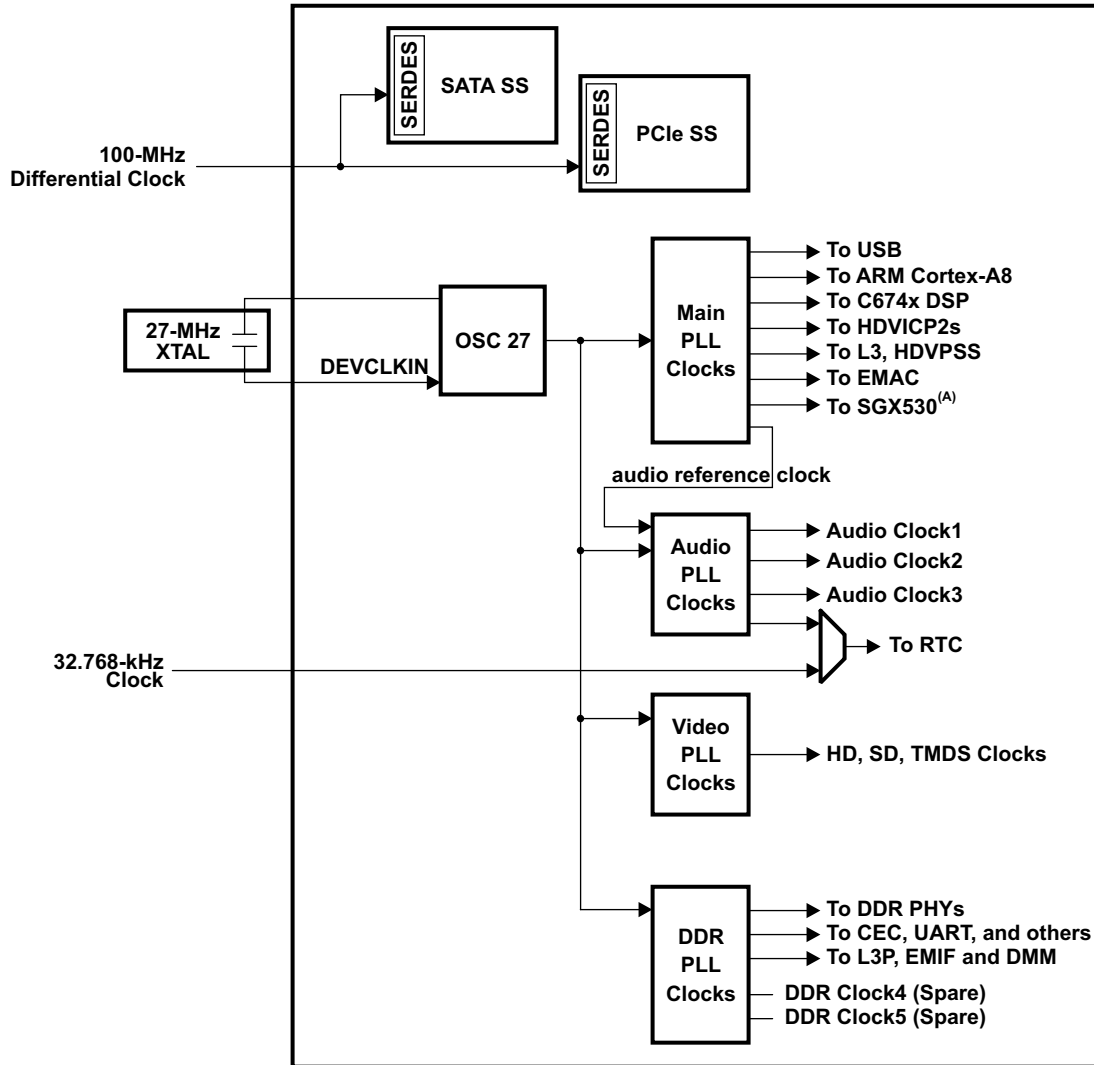 SERDES
SATA SS
SERDES
PCIe SS
100-MHz
Differential Clock
27-MHz
XTAL
DEVCLKIN
OSC 27
Main
PLL
Clocks
To USB
To ARM Cortex-A8
To C674x DSP
To HDVICP2s
To L3, HDVPSS
To EMAC
To SGX530(A)
audio reference clock
Audio
PLL
Clocks
Audio Clock1
Audio Clock2
Audio Clock3
To RTC
32.768-kHz
Clock
Video
PLL
Clocks
HD, SD, TMDS Clocks
DDR
PLL
Clocks
To DDR PHYs
To CEC, UART, and others
To L3P, EMIF and DMM
DDR Clock4 (Spare)
DDR Clock5 (Spare)